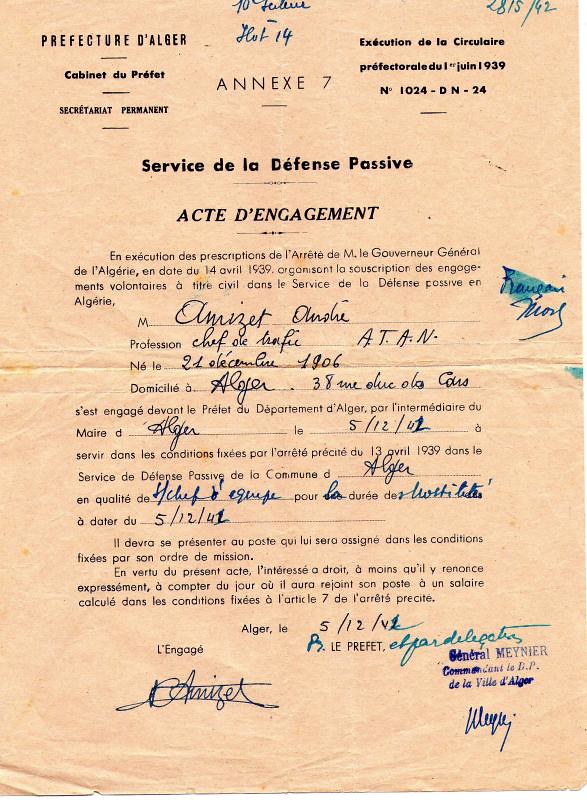 10e Secteur
Ilot 14
2815/42
PREFECTURE D'ALGER
Cabinet du Préfet
SECRÉTARIAT PERMANENT
ANNEXE 7
Exécution de la Circulaire
préfectorale du 1er juin 1939
N° 1024 - D N - 24
Service de la Défense Passive
ACTE D'ENGAGEMENT
En exécution des prescriptions de l'Arrêté de M. le Gouverneur Général
de l'Algérie, en date du 14 avril 1939, organisant la souscription des engage-
ments volontaires à titre civil dans le Service de la Défense passive en
Algérie,
Français
M Amizet André
Profession chef de trafic A.T.A.N.
Né le 21 décembre 1906
Domicilié à Alger. 38 rue duc des Cars
s'est engagé devant le Préfet du Département d'Alger, par l'intermédiaire du
Maire d Alger le 5/12/42 à
servir dans les conditions fixées par l'arrêté précité du 13 avril 1939 dans le
Service de Défense Passive de la Commune d Alger
en qualité de s/chef d'équipe pour la durée des hostilités
à dater du 5/12/42
Il devra se présenter au poste qui lui sera assigné dans les conditions
fixées par son ordre de mission.
En vertu du présent acte, l'intéressé a droit, à moins qu'il y renonce
expressément, à compter du jour où il aura rejoint son poste à un salaire
calculé dans les conditions fixées à l'article 7 de l'arrêté précité.
Alger, le 5/12/42
L'Engagé
P. LE PREFET, et par délégation
Général MEYNIER
Commandant le D.P.
de la Ville d'Alger
Amizet